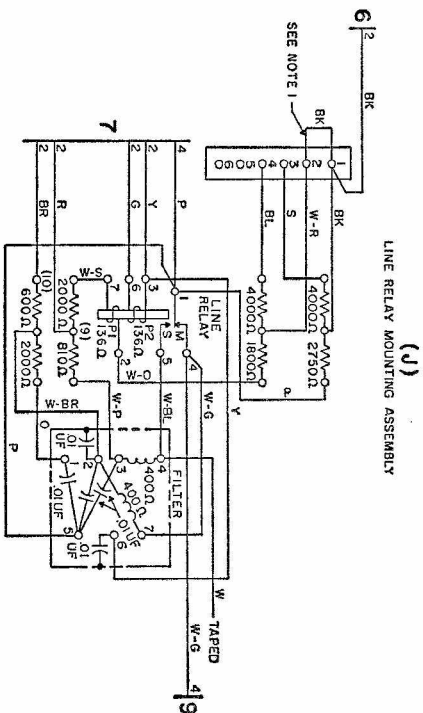 (J)
LINE RELAY MOUNTING ASSEMBLY
6
2
BK
SEE NOTE 1
BK
1
2
3
4
5
6
BK
W-R
S
BL
4000Ω
2750Ω
4000Ω
1800Ω
P
7
4
P
2
Y
2
G
2
R
2
BR
LINE
RELAY
1
3
6
7
M
S
P2
136Ω
P1
136Ω
4
5
2
W-G
W-BL
W-O
Y
W-S
2000Ω
(9)
810Ω
W-P
(10)
600Ω
2000Ω
W-BR
O
P
FILTER
400Ω
400Ω
.01
UF
.01UF
.01UF
.01
UF
1
2
3
4
5
6
7
W
TAPED
W-G
4
9